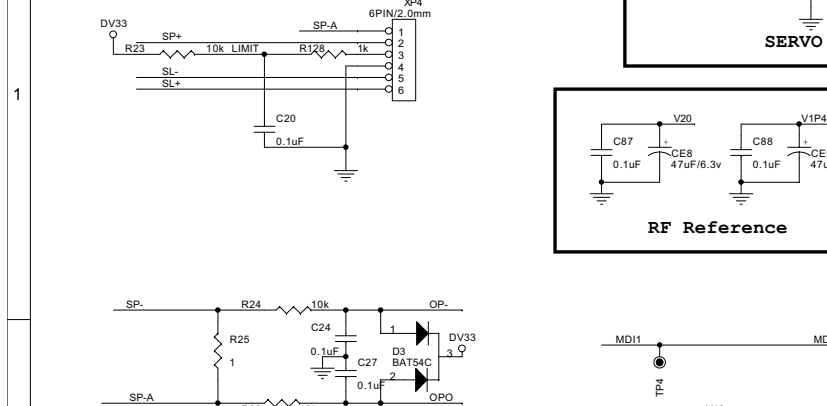 XP4
6PIN/2.0mm
DV33
SP-A
1
SP+
2
R23
10k
LIMIT
R128
1k
3
4
SL-
5
SL+
6
C20
0.1uF
1
SERVO
V20
V1P4
C87
0.1uF
+
CE8
47uF/6.3v
C88
0.1uF
+
RF Reference
SP-
R24
10k
OP-
C24
0.1uF
1
R25
1
D3
BAT54C
DV33
3
C27
0.1uF
2
SP-A
OPO
MDI1
TP4